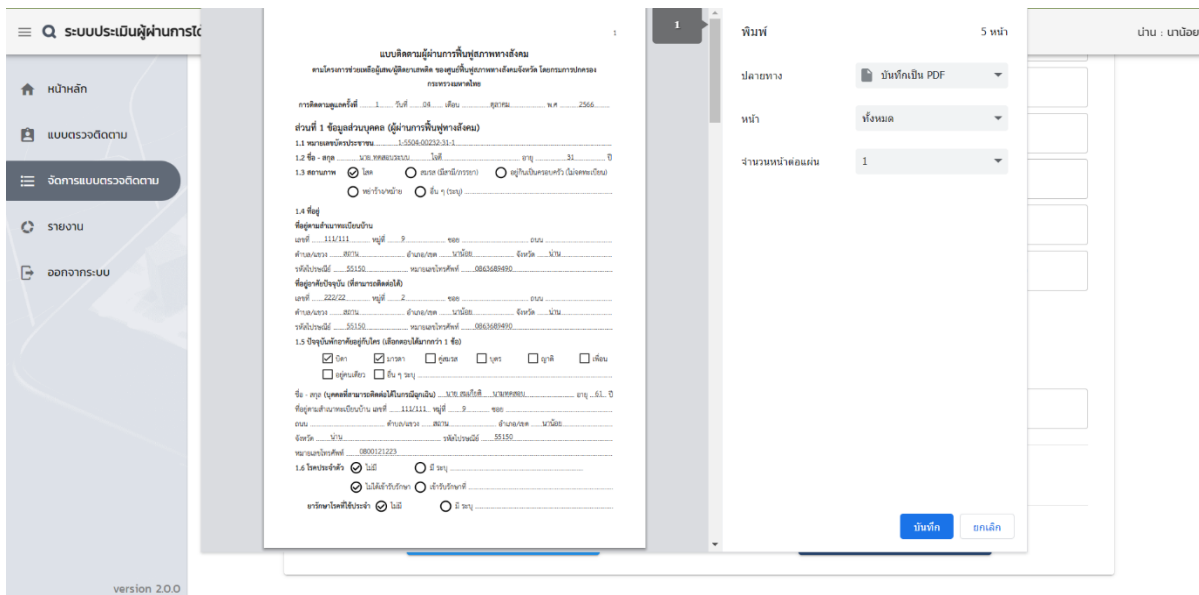 ระบบประเมินผู้ผ่านการได้
น่าน : นาน้อย
หน้าหลัก
แบบตรวจติดตาม
จัดการแบบตรวจติดตาม
รายงาน
ออกจากระบบ
version 2.0.0
1
แบบติดตามผู้ผ่านการฟื้นฟูสภาพทางสังคม
ตามโครงการช่วยเหลือผู้เสพ/ผู้ติดยาเสพติด ของศูนย์ฟื้นฟูสภาพทางสังคมจังหวัด โดยกรมการปกครอง
กระทรวงมหาดไทย
การติดตามดูแลครั้งที่ 1 วันที่ 04 เดือน ตุลาคม พ.ศ 2566
ส่วนที่ 1 ข้อมูลส่วนบุคคล (ผู้ผ่านการฟื้นฟูทางสังคม)
1.1 หมายเลขบัตรประชาชน 1-5504-00232-31-1
1.2 ชื่อ - สกุล นาย ทดสอบระบบ ใจดี อายุ 31 ปี
1.3 สถานภาพ โสด สมรส (มีสามี/ภรรยา) อยู่กินเป็นครอบครัว (ไม่จดทะเบียน)
หย่าร้าง/หม้าย อื่น ๆ (ระบุ)
1.4 ที่อยู่
ที่อยู่ตามสำเนาทะเบียนบ้าน
เลขที่ 111/111 หมู่ที่ 9 ซอย ถนน
ตำบล/แขวง สถาน อำเภอ/เขต นาน้อย จังหวัด น่าน
รหัสไปรษณีย์ 55150 หมายเลขโทรศัพท์ 0863689490
ที่อยู่อาศัยปัจจุบัน (ที่สามารถติดต่อได้)
เลขที่ 222/22 หมู่ที่ 2 ซอย ถนน
ตำบล/แขวง สถาน อำเภอ/เขต นาน้อย จังหวัด น่าน
รหัสไปรษณีย์ 55150 หมายเลขโทรศัพท์ 0863689490
1.5 ปัจจุบันพักอาศัยอยู่กับใคร (เลือกตอบได้มากกว่า 1 ข้อ)
บิดา มารดา คู่สมรส บุตร ญาติ เพื่อน
อยู่คนเดียว อื่น ๆ ระบุ
ชื่อ - สกุล (บุคคลที่สามารถติดต่อได้ในกรณีฉุกเฉิน) นาย สมเกียรติ นามทดสอบ อายุ 61 ปี
ที่อยู่ตามสำเนาทะเบียนบ้าน เลขที่ 111/111 หมู่ที่ 9 ซอย
ถนน ตำบล/แขวง สถาน อำเภอ/เขต นาน้อย
จังหวัด น่าน รหัสไปรษณีย์ 55150
หมายเลขโทรศัพท์ 0800121223
1.6 โรคประจำตัว ไม่มี มี ระบุ
ไม่ได้เข้ารับรักษา เข้ารับรักษาที่
ยารักษาโรคที่ใช้ประจำ ไม่มี มี ระบุ
1
พิมพ์ 5 หน้า
ปลายทาง บันทึกเป็น PDF
หน้า ทั้งหมด
จำนวนหน้าต่อแผ่น 1
บันทึก ยกเลิก